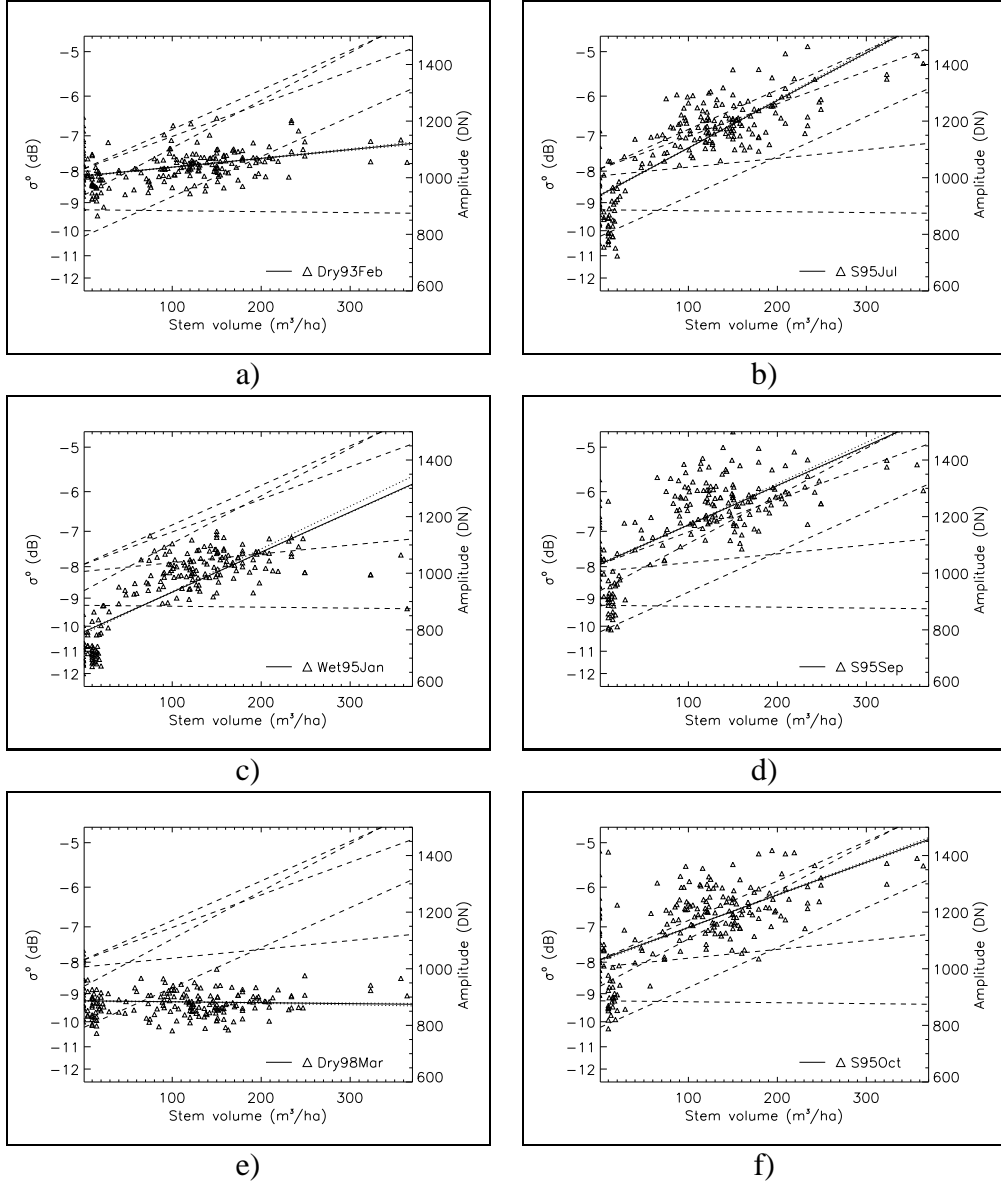 -5
-6
-7
-8
-9
-10
-11
-12
σ° (dB)
1400
1200
1000
800
600
Amplitude (DN)
△ Dry93Feb
100 200 300
Stem volume (m³/ha)
a)
-5
-6
-7
-8
-9
-10
-11
-12
σ° (dB)
1400
1200
1000
800
600
Amplitude (DN)
△ S95Jul
100 200 300
Stem volume (m³/ha)
b)
-5
-6
-7
-8
-9
-10
-11
-12
σ° (dB)
1400
1200
1000
800
600
Amplitude (DN)
△ Wet95Jan
100 200 300
Stem volume (m³/ha)
c)
-5
-6
-7
-8
-9
-10
-11
-12
σ° (dB)
1400
1200
1000
800
600
Amplitude (DN)
△ S95Sep
100 200 300
Stem volume (m³/ha)
d)
-5
-6
-7
-8
-9
-10
-11
-12
σ° (dB)
1400
1200
1000
800
600
Amplitude (DN)
△ Dry98Mar
100 200 300
Stem volume (m³/ha)
e)
-5
-6
-7
-8
-9
-10
-11
-12
σ° (dB)
1400
1200
1000
800
600
Amplitude (DN)
△ S95Oct
100 200 300
Stem volume (m³/ha)
f)